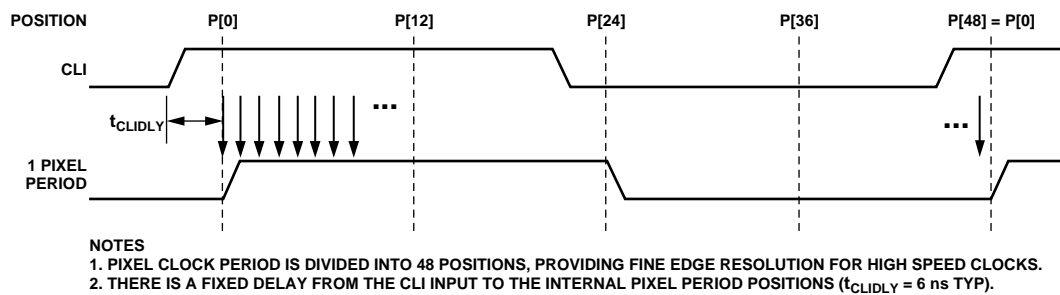 POSITION P[0] P[12] P[24] P[36] P[48] = P[0]
CLI
tCLIDLY
...
...
1 PIXEL
PERIOD
NOTES
1. PIXEL CLOCK PERIOD IS DIVIDED INTO 48 POSITIONS, PROVIDING FINE EDGE RESOLUTION FOR HIGH SPEED CLOCKS.
2. THERE IS A FIXED DELAY FROM THE CLI INPUT TO THE INTERNAL PIXEL PERIOD POSITIONS (tCLIDLY = 6 ns TYP).